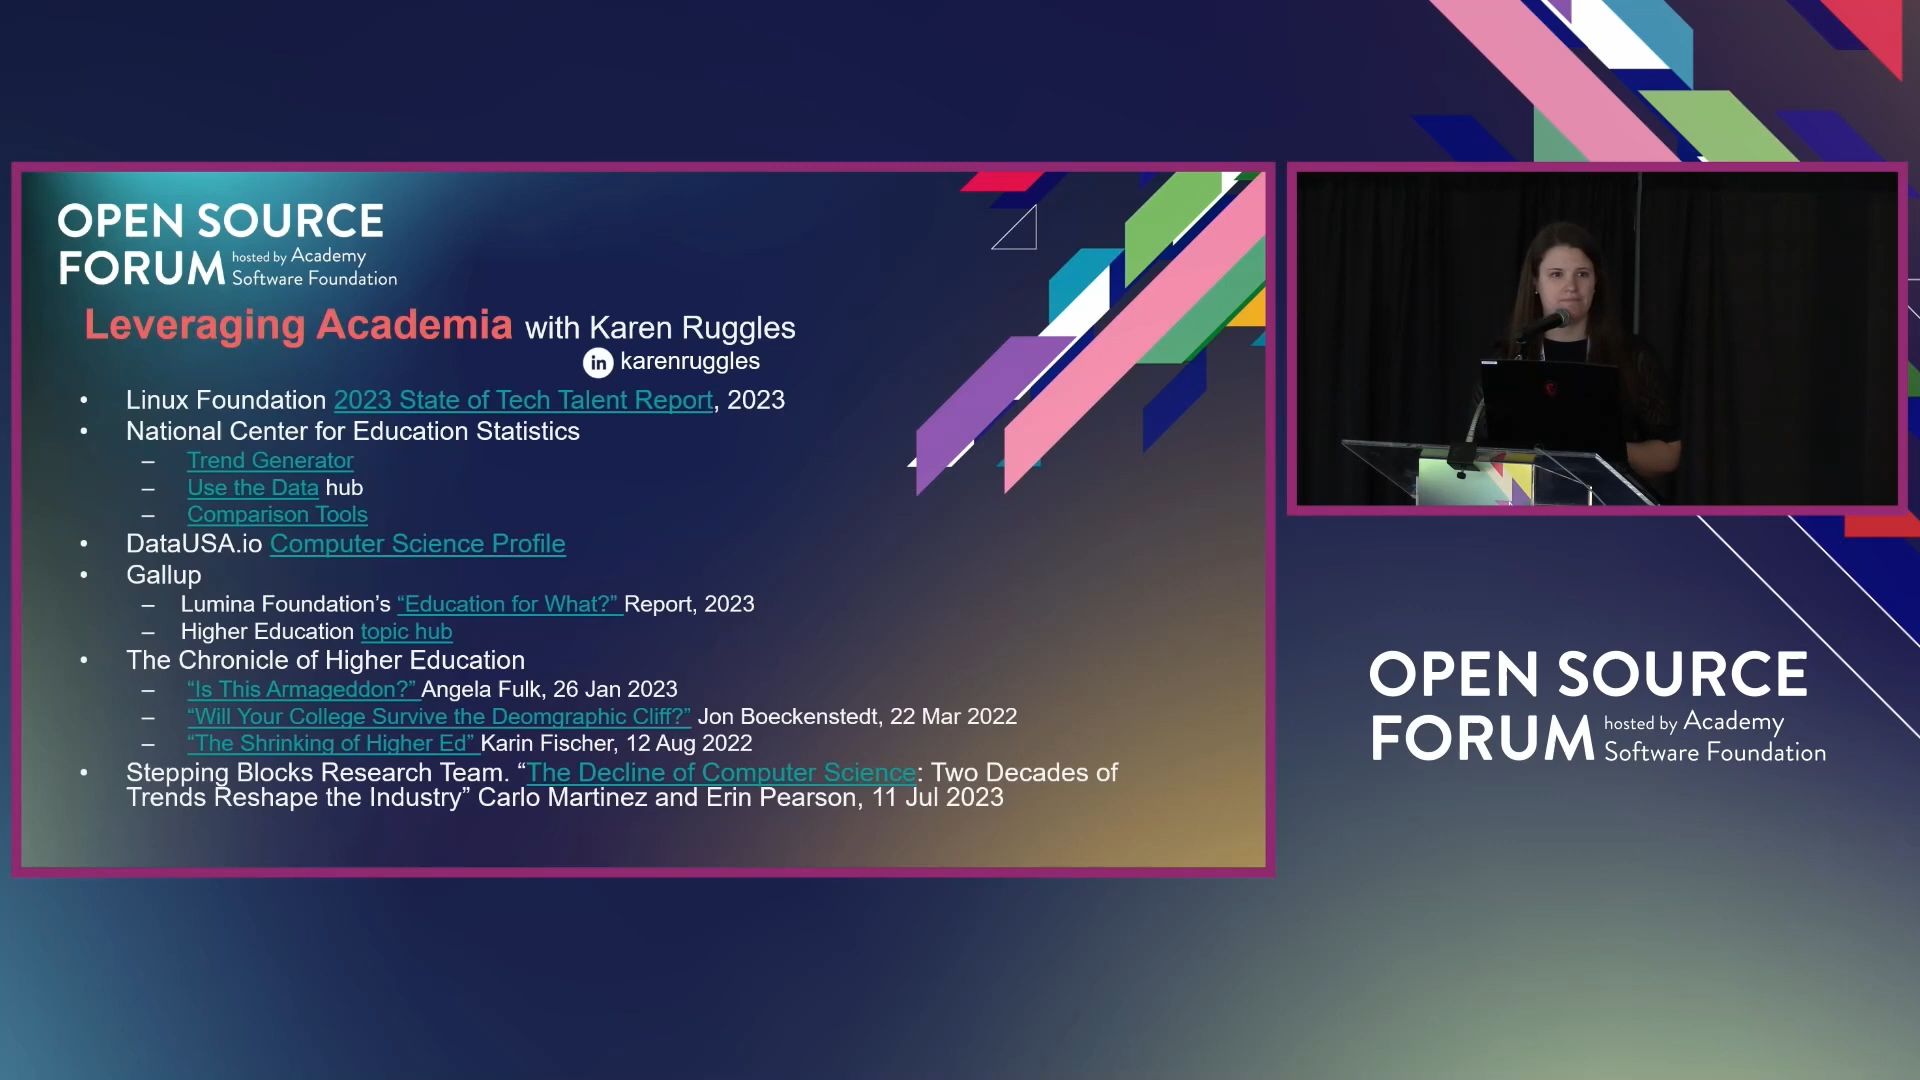 OPEN SOURCE
FORUM hosted by Academy
Software Foundation
Leveraging Academia with Karen Ruggles
in karenruggles
• Linux Foundation 2023 State of Tech Talent Report, 2023
• National Center for Education Statistics
– Trend Generator
– Use the Data hub
– Comparison Tools
• DataUSA.io Computer Science Profile
• Gallup
– Lumina Foundation’s “Education for What?” Report, 2023
– Higher Education topic hub
• The Chronicle of Higher Education
– “Is This Armageddon?” Angela Fulk, 26 Jan 2023
– “Will Your College Survive the Deomgraphic Cliff?” Jon Boeckenstedt, 22 Mar 2022
– “The Shrinking of Higher Ed” Karin Fischer, 12 Aug 2022
• Stepping Blocks Research Team. “The Decline of Computer Science: Two Decades of
Trends Reshape the Industry” Carlo Martinez and Erin Pearson, 11 Jul 2023
OPEN SOURCE
FORUM hosted by Academy
Software Foundation